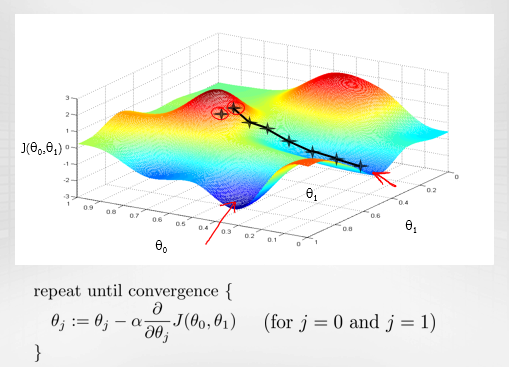 3
2
1
J(θ₀,θ₁) 0
-1
-2
-3
1 0.9 0.8 0.7 0.6 0.5 0.4 0.3 0.2 0.1 0
θ₀
1 0.8 0.6 0.4 0.2 0
θ₁
θ₁
repeat until convergence {
θⱼ := θⱼ − α ∂/∂θⱼ J(θ₀, θ₁) (for j = 0 and j = 1)
}